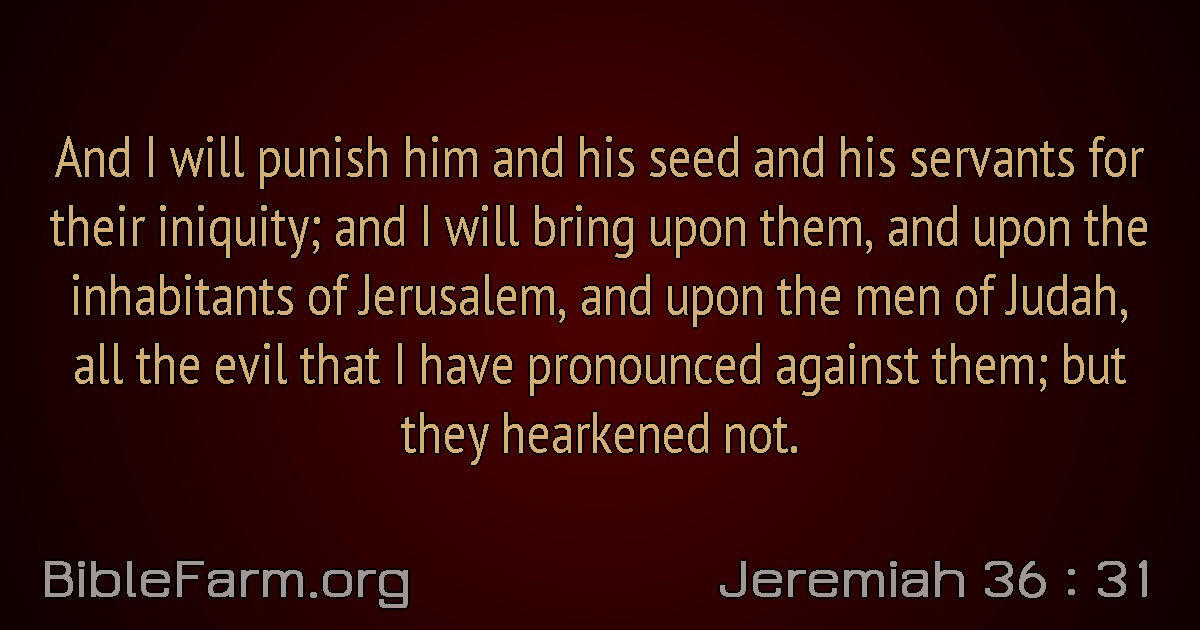 And I will punish him and his seed and his servants for
their iniquity; and I will bring upon them, and upon the
inhabitants of Jerusalem, and upon the men of Judah,
all the evil that I have pronounced against them; but
they hearkened not.
BibleFarm.org
Jeremiah 36 : 31